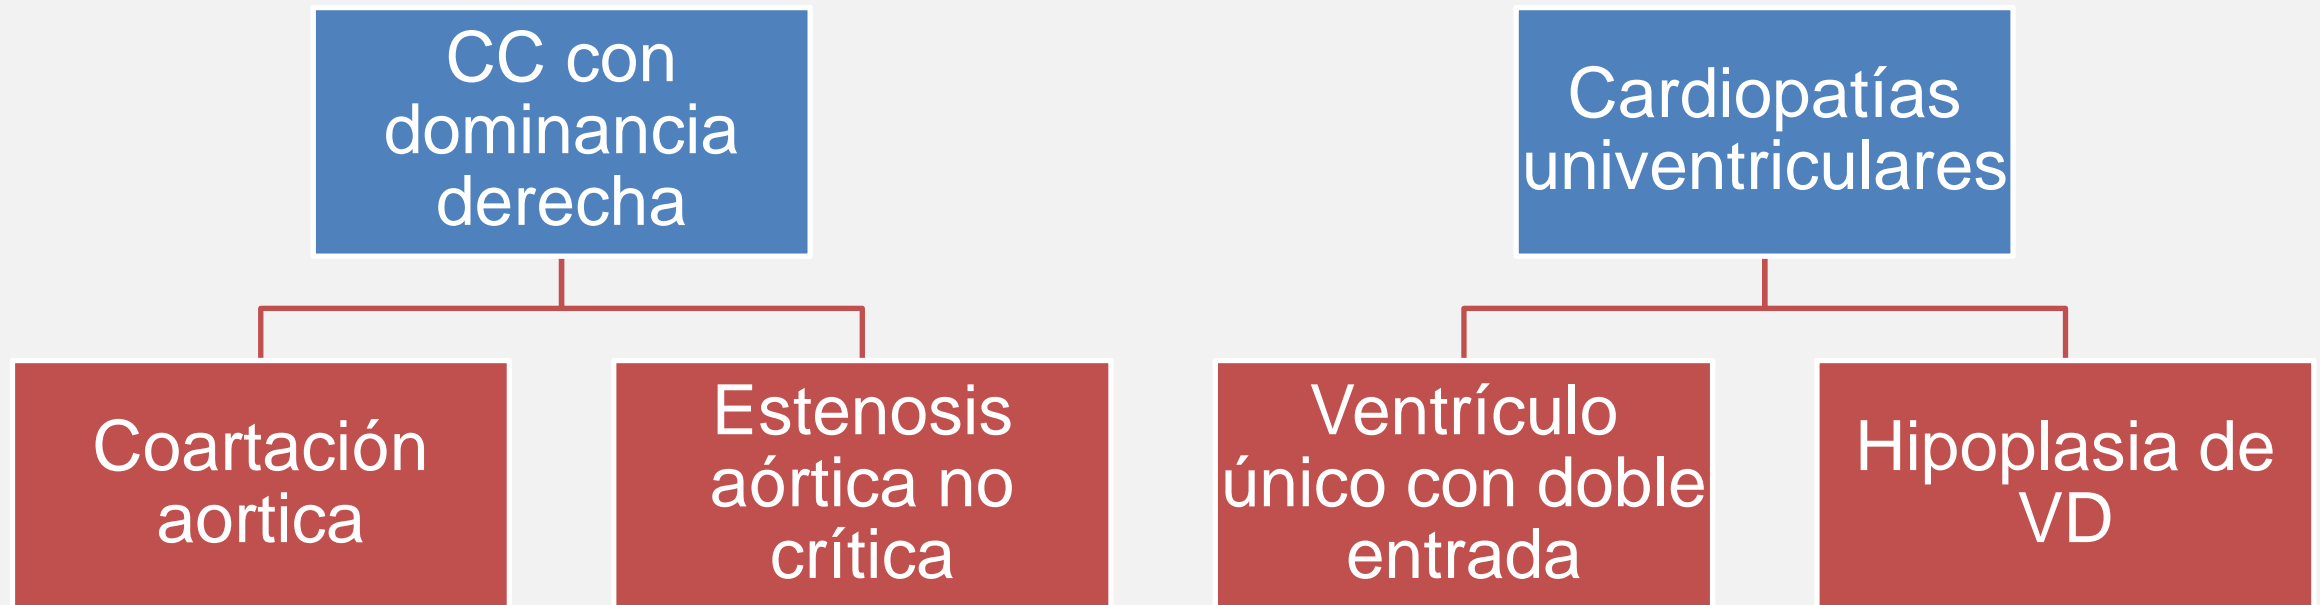 CC con
dominancia
derecha
Cardiopatías
univentriculares
Coartación
aortica
Estenosis
aórtica no
crítica
Ventrículo
único con doble
entrada
Hipoplasia de
VD